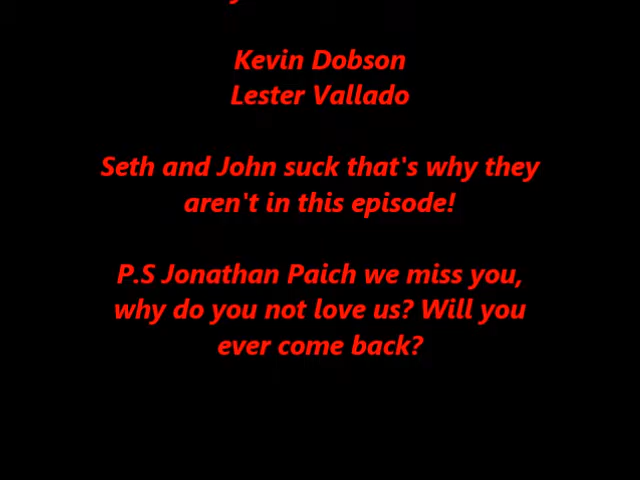 Kevin Dobson
Lester Vallado
Seth and John suck that's why they
aren't in this episode!
P.S Jonathan Paich we miss you,
why do you not love us? Will you
ever come back?